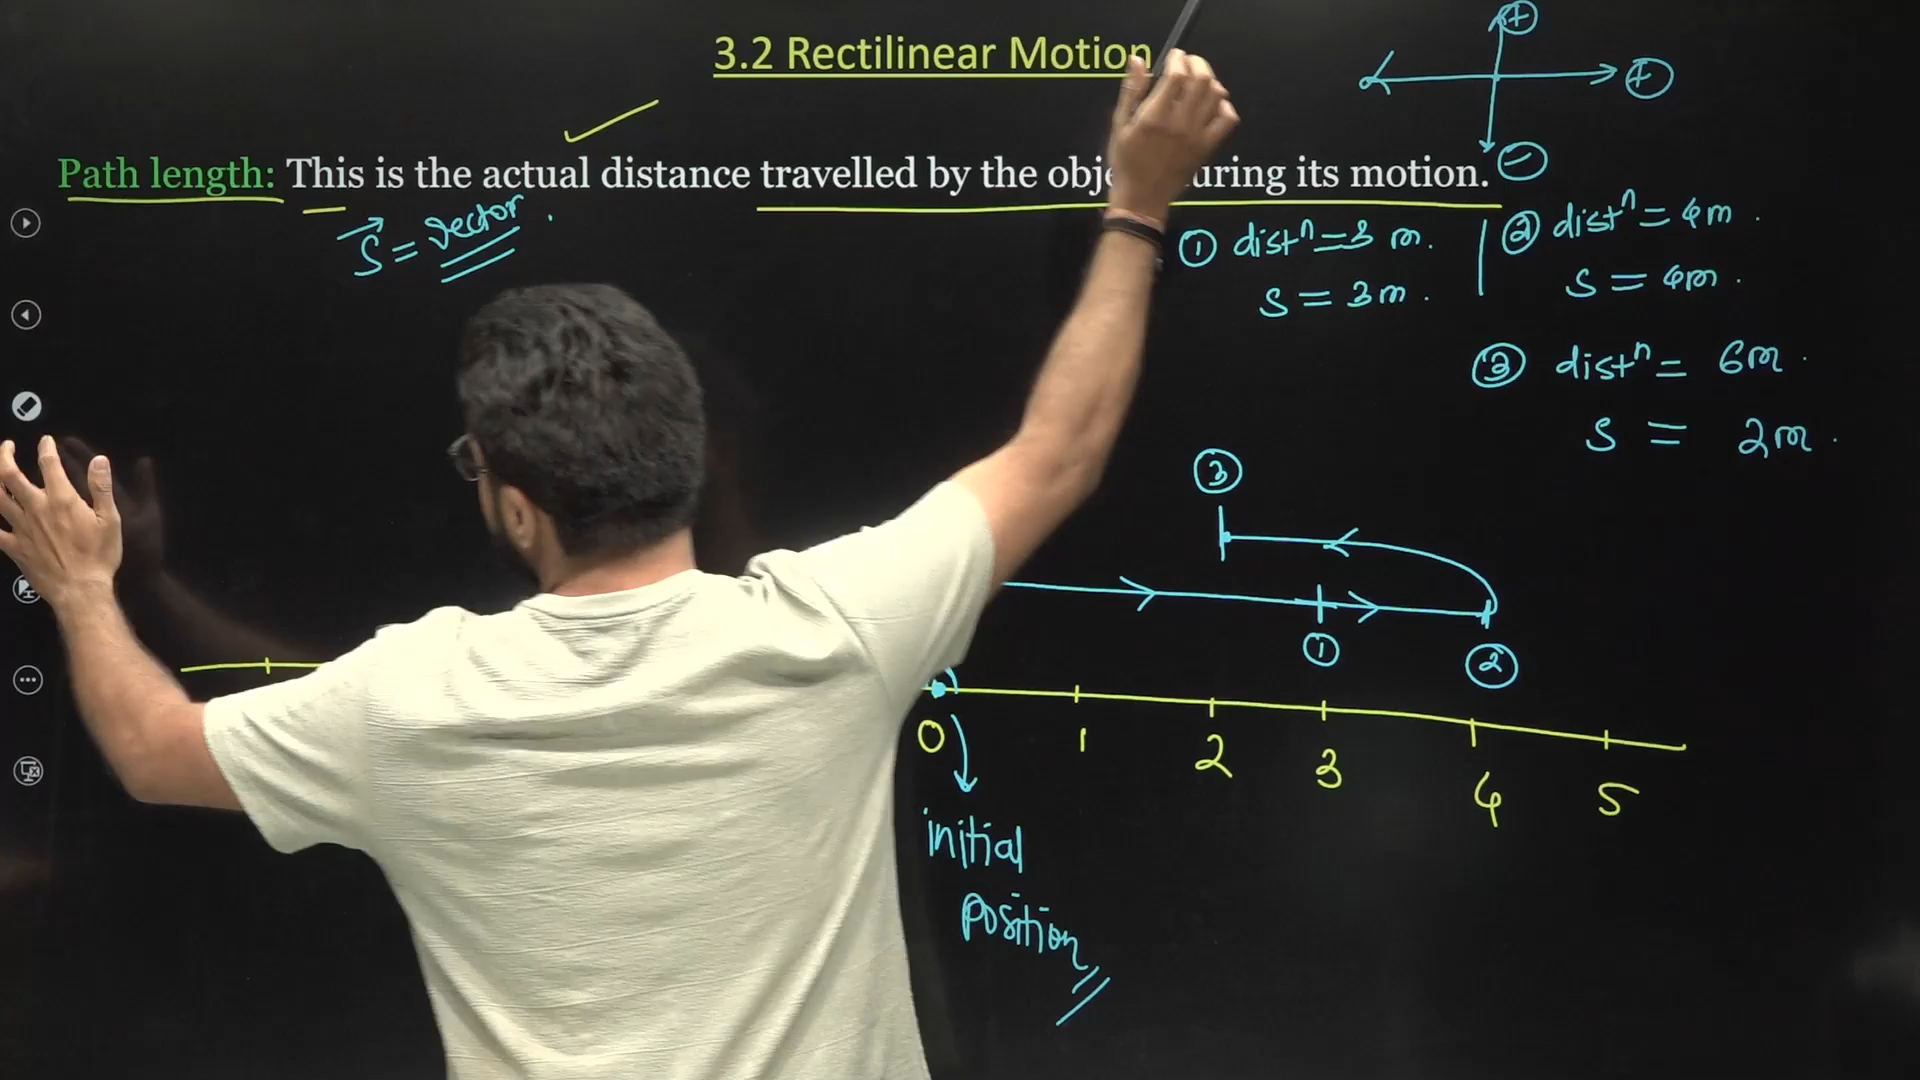 3.2 Rectilinear Motion
+
+
−
Path length: This is the actual distance travelled by the obje uring its motion.
S = vector .
① distⁿ = 3 m.
S = 3m .
② distⁿ = 4m .
S = 4m .
③ distⁿ = 6m .
S = 2m .
③
① ②
0 1 2 3 4 5
initial
position